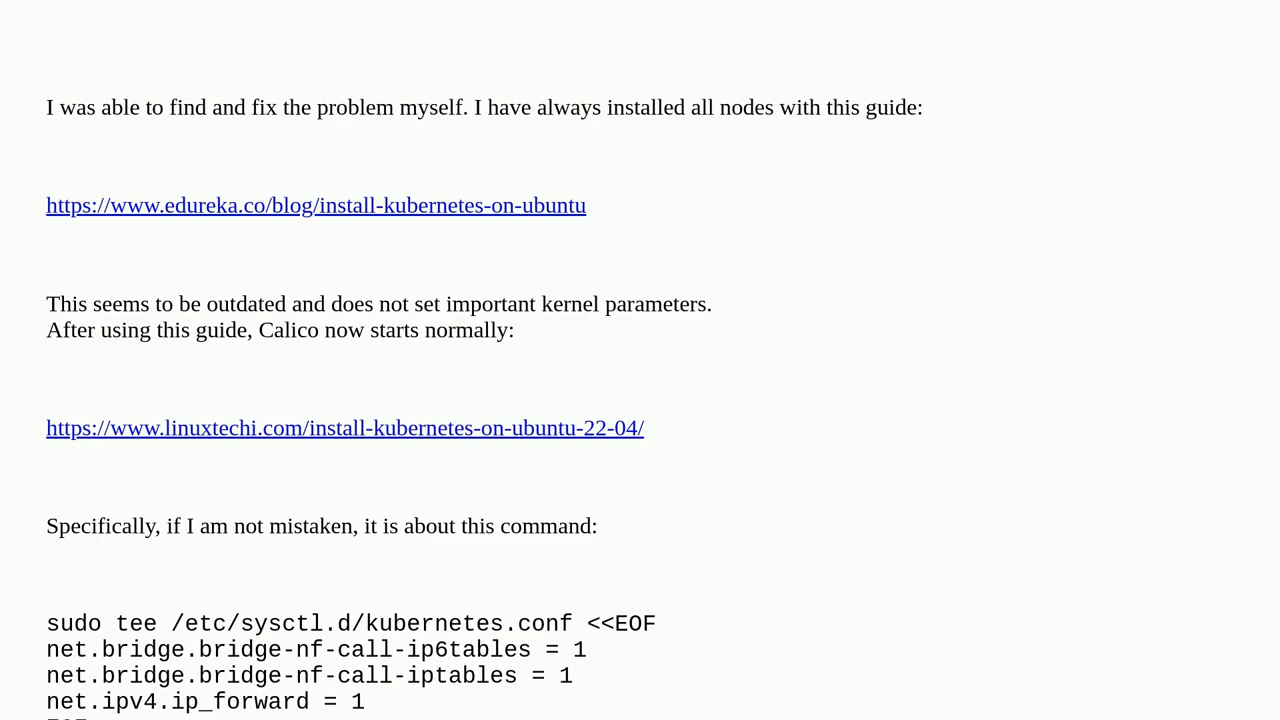 I was able to find and fix the problem myself. I have always installed all nodes with this guide:
https://www.edureka.co/blog/install-kubernetes-on-ubuntu
This seems to be outdated and does not set important kernel parameters.
After using this guide, Calico now starts normally:
https://www.linuxtechi.com/install-kubernetes-on-ubuntu-22-04/
Specifically, if I am not mistaken, it is about this command:
sudo tee /etc/sysctl.d/kubernetes.conf <<EOF
net.bridge.bridge-nf-call-ip6tables = 1
net.bridge.bridge-nf-call-iptables = 1
net.ipv4.ip_forward = 1